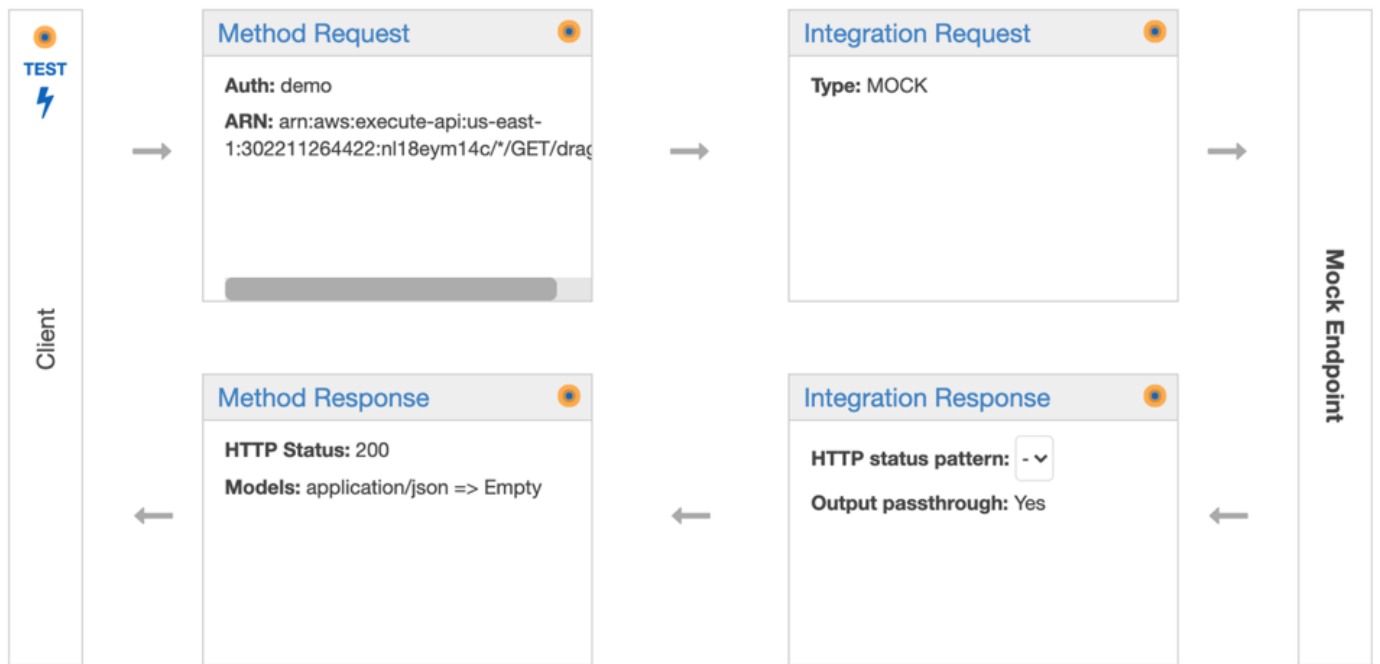 TEST
Client
Method Request
Auth: demo
ARN: arn:aws:execute-api:us-east-
1:302211264422:nl18eym14c/*/GET/drag
Integration Request
Type: MOCK
Mock Endpoint
Method Response
HTTP Status: 200
Models: application/json => Empty
Integration Response
HTTP status pattern: -
Output passthrough: Yes